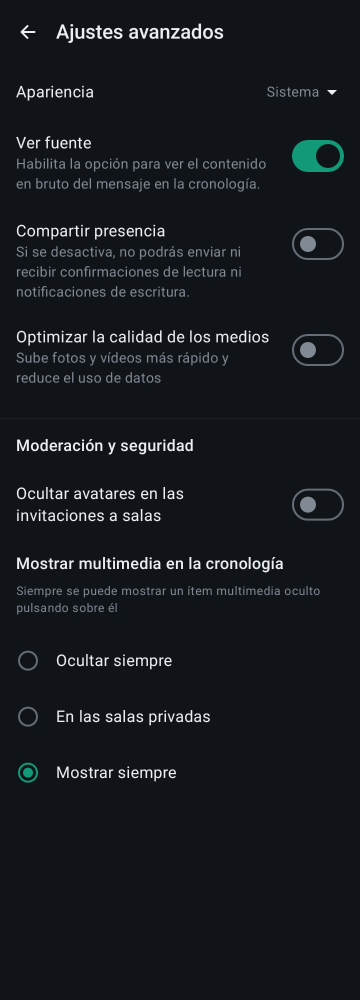 Ajustes avanzados
Apariencia
Sistema
Ver fuente
Habilita la opción para ver el contenido
en bruto del mensaje en la cronología.
Compartir presencia
Si se desactiva, no podrás enviar ni
recibir confirmaciones de lectura ni
notificaciones de escritura.
Optimizar la calidad de los medios
Sube fotos y vídeos más rápido y
reduce el uso de datos
Moderación y seguridad
Ocultar avatares en las
invitaciones a salas
Mostrar multimedia en la cronología
Siempre se puede mostrar un ítem multimedia oculto
pulsando sobre él
Ocultar siempre
En las salas privadas
Mostrar siempre